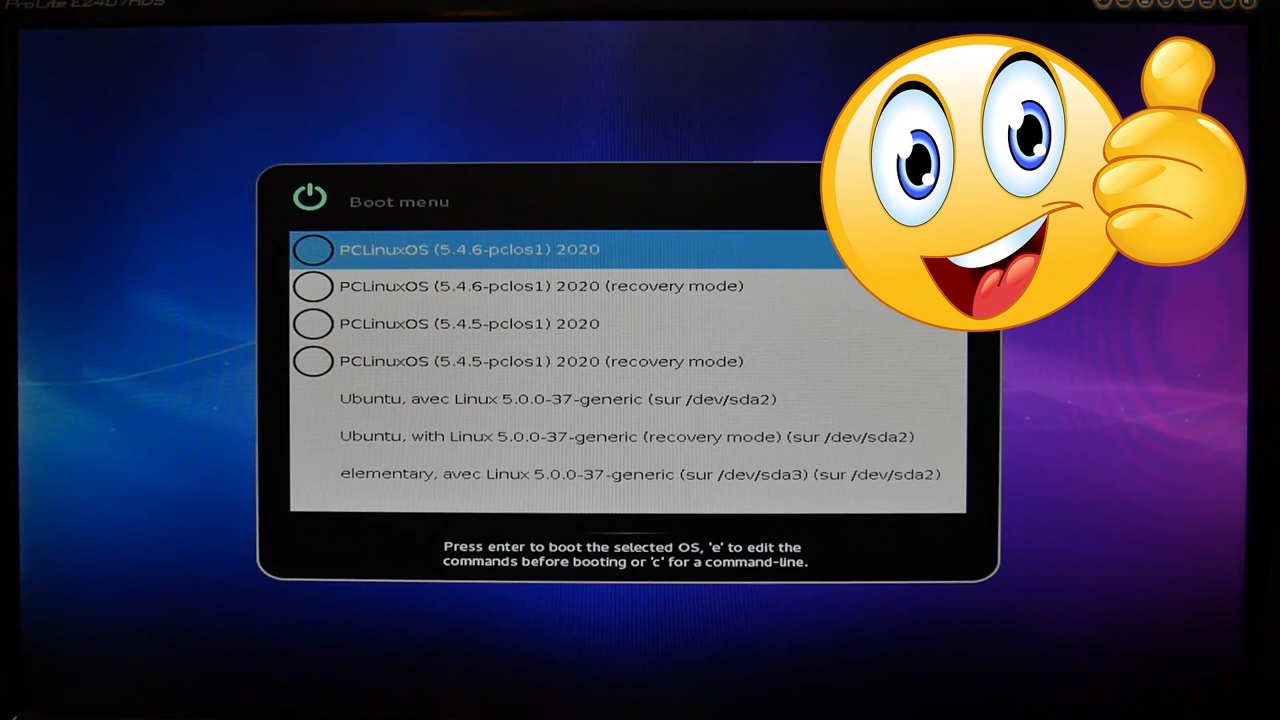 ProLite E2407HDS
Boot menu
PCLinuxOS (5.4.6-pclos1) 2020
PCLinuxOS (5.4.6-pclos1) 2020 (recovery mode)
PCLinuxOS (5.4.5-pclos1) 2020
PCLinuxOS (5.4.5-pclos1) 2020 (recovery mode)
Ubuntu, avec Linux 5.0.0-37-generic (sur /dev/sda2)
Ubuntu, with Linux 5.0.0-37-generic (recovery mode) (sur /dev/sda2)
elementary, avec Linux 5.0.0-37-generic (sur /dev/sda3) (sur /dev/sda2)
Press enter to boot the selected OS, 'e' to edit the
commands before booting or 'c' for a command-line.